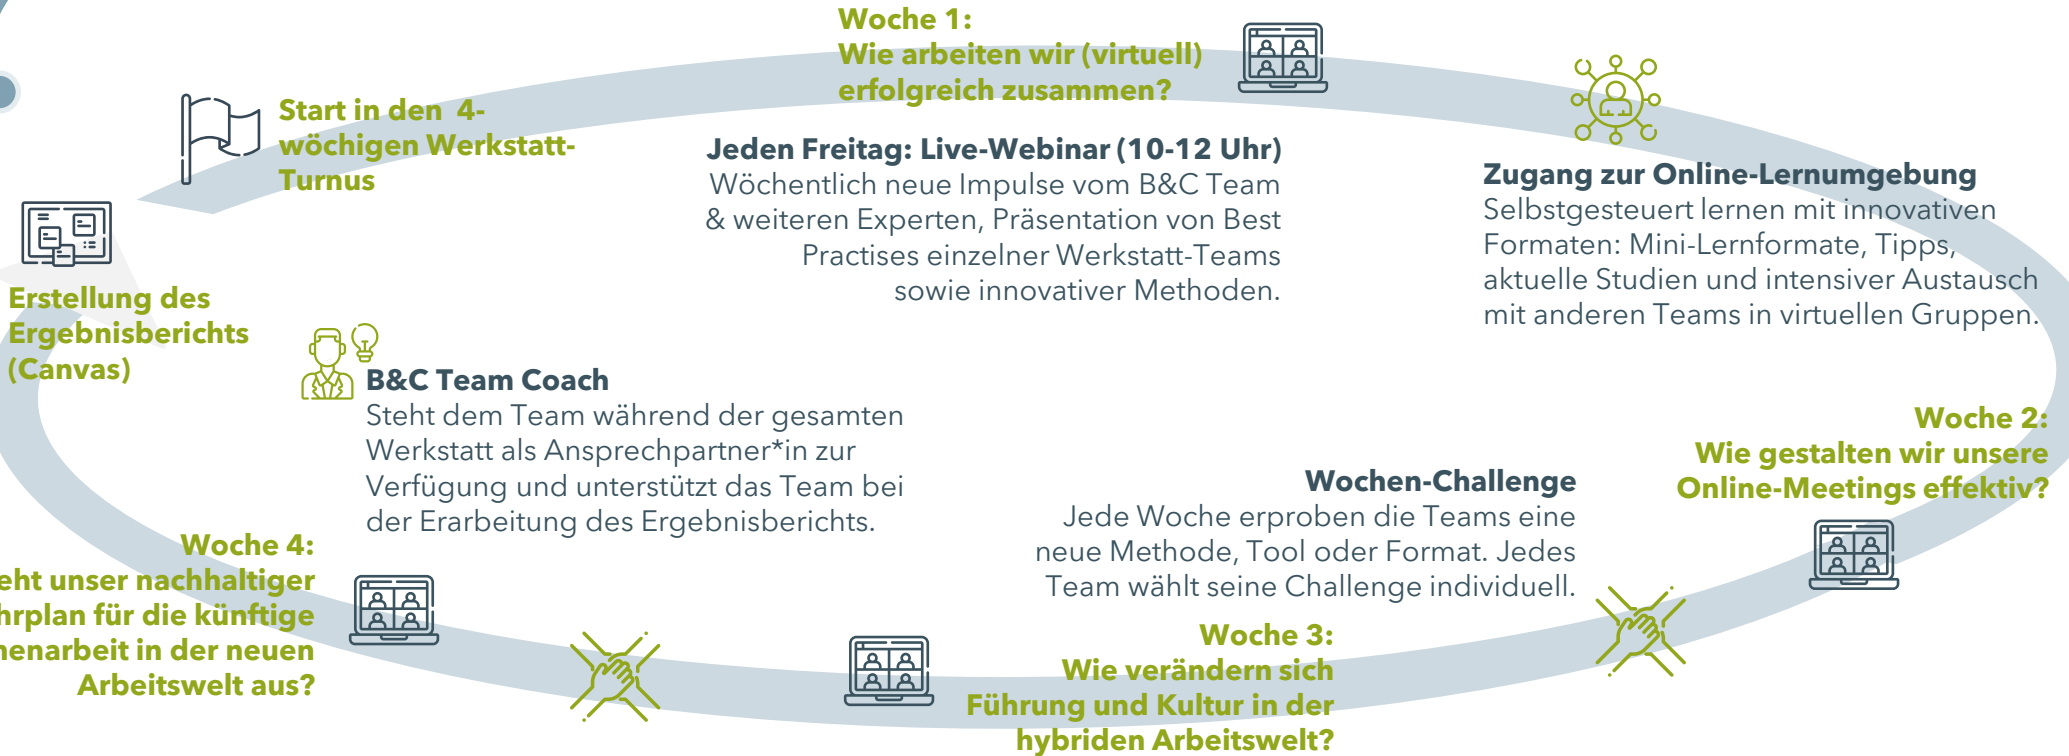 Start in den 4-
wöchigen Werkstatt-
Turnus
Woche 1:
Wie arbeiten wir (virtuell)
erfolgreich zusammen?
Jeden Freitag: Live-Webinar (10-12 Uhr)
Wöchentlich neue Impulse vom B&C Team
& weiteren Experten, Präsentation von Best
Practises einzelner Werkstatt-Teams
sowie innovativer Methoden.
Zugang zur Online-Lernumgebung
Selbstgesteuert lernen mit innovativen
Formaten: Mini-Lernformate, Tipps,
aktuelle Studien und intensiver Austausch
mit anderen Teams in virtuellen Gruppen.
Woche 2:
Wie gestalten wir unsere
Online-Meetings effektiv?
Wochen-Challenge
Jede Woche erproben die Teams eine
neue Methode, Tool oder Format. Jedes
Team wählt seine Challenge individuell.
Woche 3:
Wie verändern sich
Führung und Kultur in der
hybriden Arbeitswelt?
B&C Team Coach
Steht dem Team während der gesamten
Werkstatt als Ansprechpartner*in zur
Verfügung und unterstützt das Team bei
der Erarbeitung des Ergebnisberichts.
Woche 4:
unser nachhaltiger
für die künftige
in der neuen
Arbeitswelt aus?
Erstellung des
Ergebnisberichts
(Canvas)